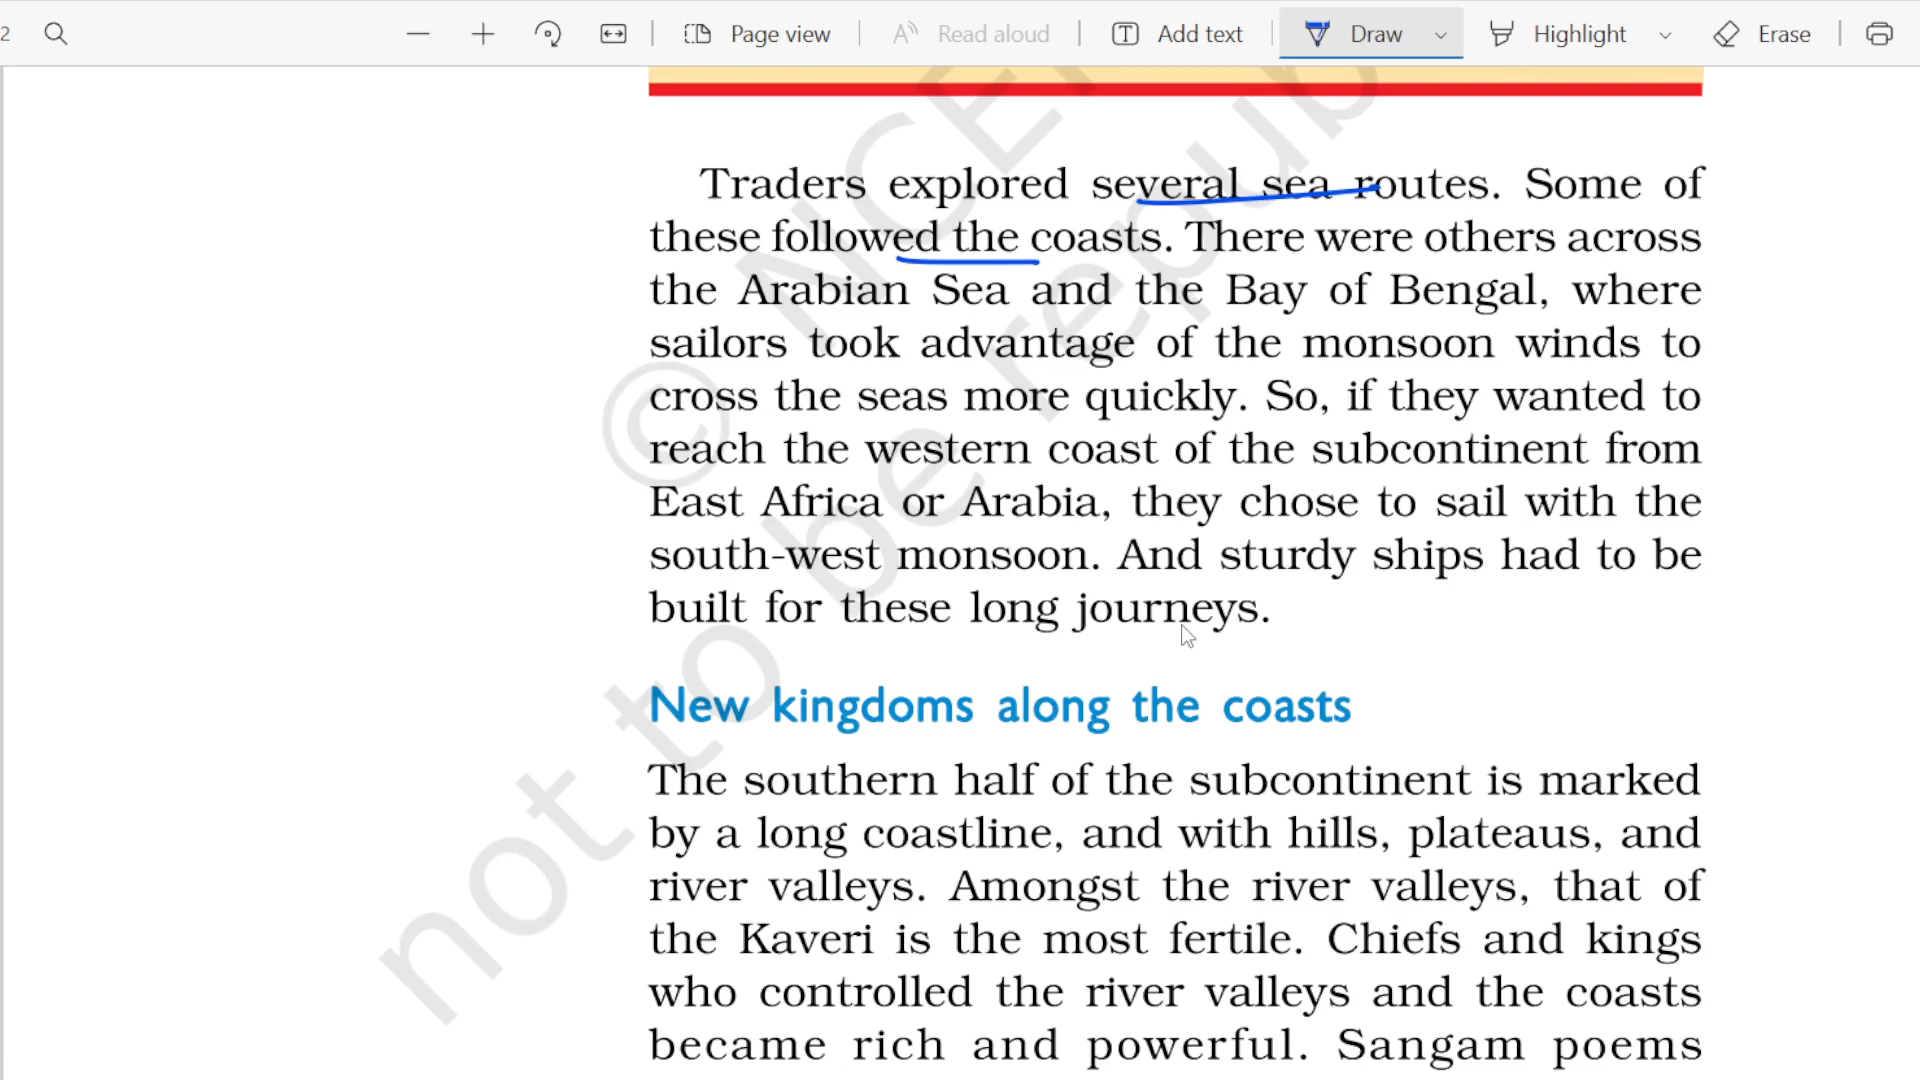 2
Page view
Read aloud
Add text
Draw
Highlight
Erase
Traders explored several sea routes. Some of
these followed the coasts. There were others across
the Arabian Sea and the Bay of Bengal, where
sailors took advantage of the monsoon winds to
cross the seas more quickly. So, if they wanted to
reach the western coast of the subcontinent from
East Africa or Arabia, they chose to sail with the
south-west monsoon. And sturdy ships had to be
built for these long journeys.
New kingdoms along the coasts
The southern half of the subcontinent is marked
by a long coastline, and with hills, plateaus, and
river valleys. Amongst the river valleys, that of
the Kaveri is the most fertile. Chiefs and kings
who controlled the river valleys and the coasts
became rich and powerful. Sangam poems
©
not to be